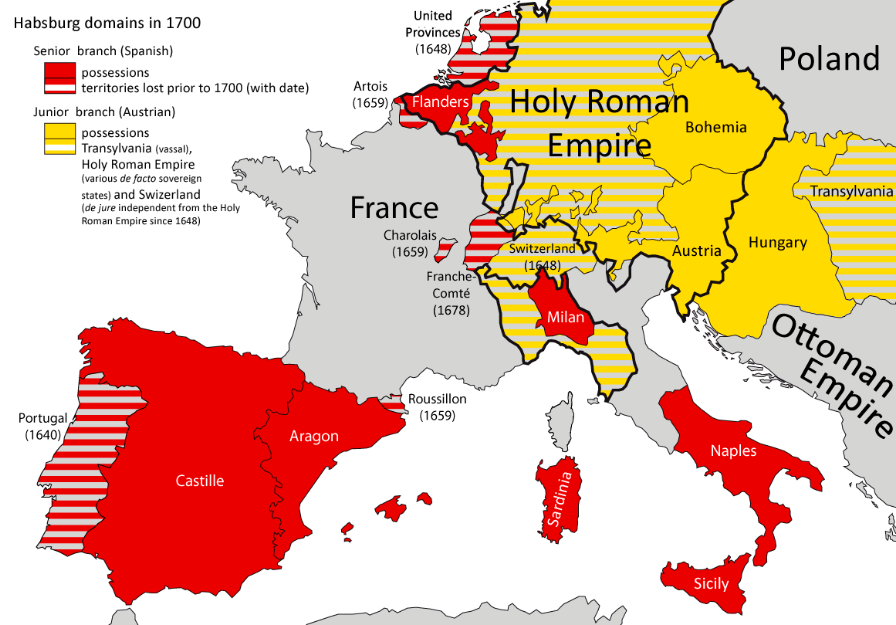 Habsburg domains in 1700
Senior branch (Spanish)
possessions
territories lost prior to 1700 (with date)
Junior branch (Austrian)
possessions
Transylvania (vassal),
Holy Roman Empire
(various de facto sovereign
states) and Swizerland
(de jure independent from the Holy
Roman Empire since 1648)
United
Provinces
(1648)
Artois
(1659)
Flanders
Holy Roman
Empire
Poland
Bohemia
France
Charolais
(1659)
Franche-
Comté
(1678)
Switzerland
(1648)
Austria
Hungary
Transylvania
Milan
Ottoman
Empire
Roussillon
(1659)
Portugal
(1640)
Aragon
Castille
Sardinia
Naples
Sicily